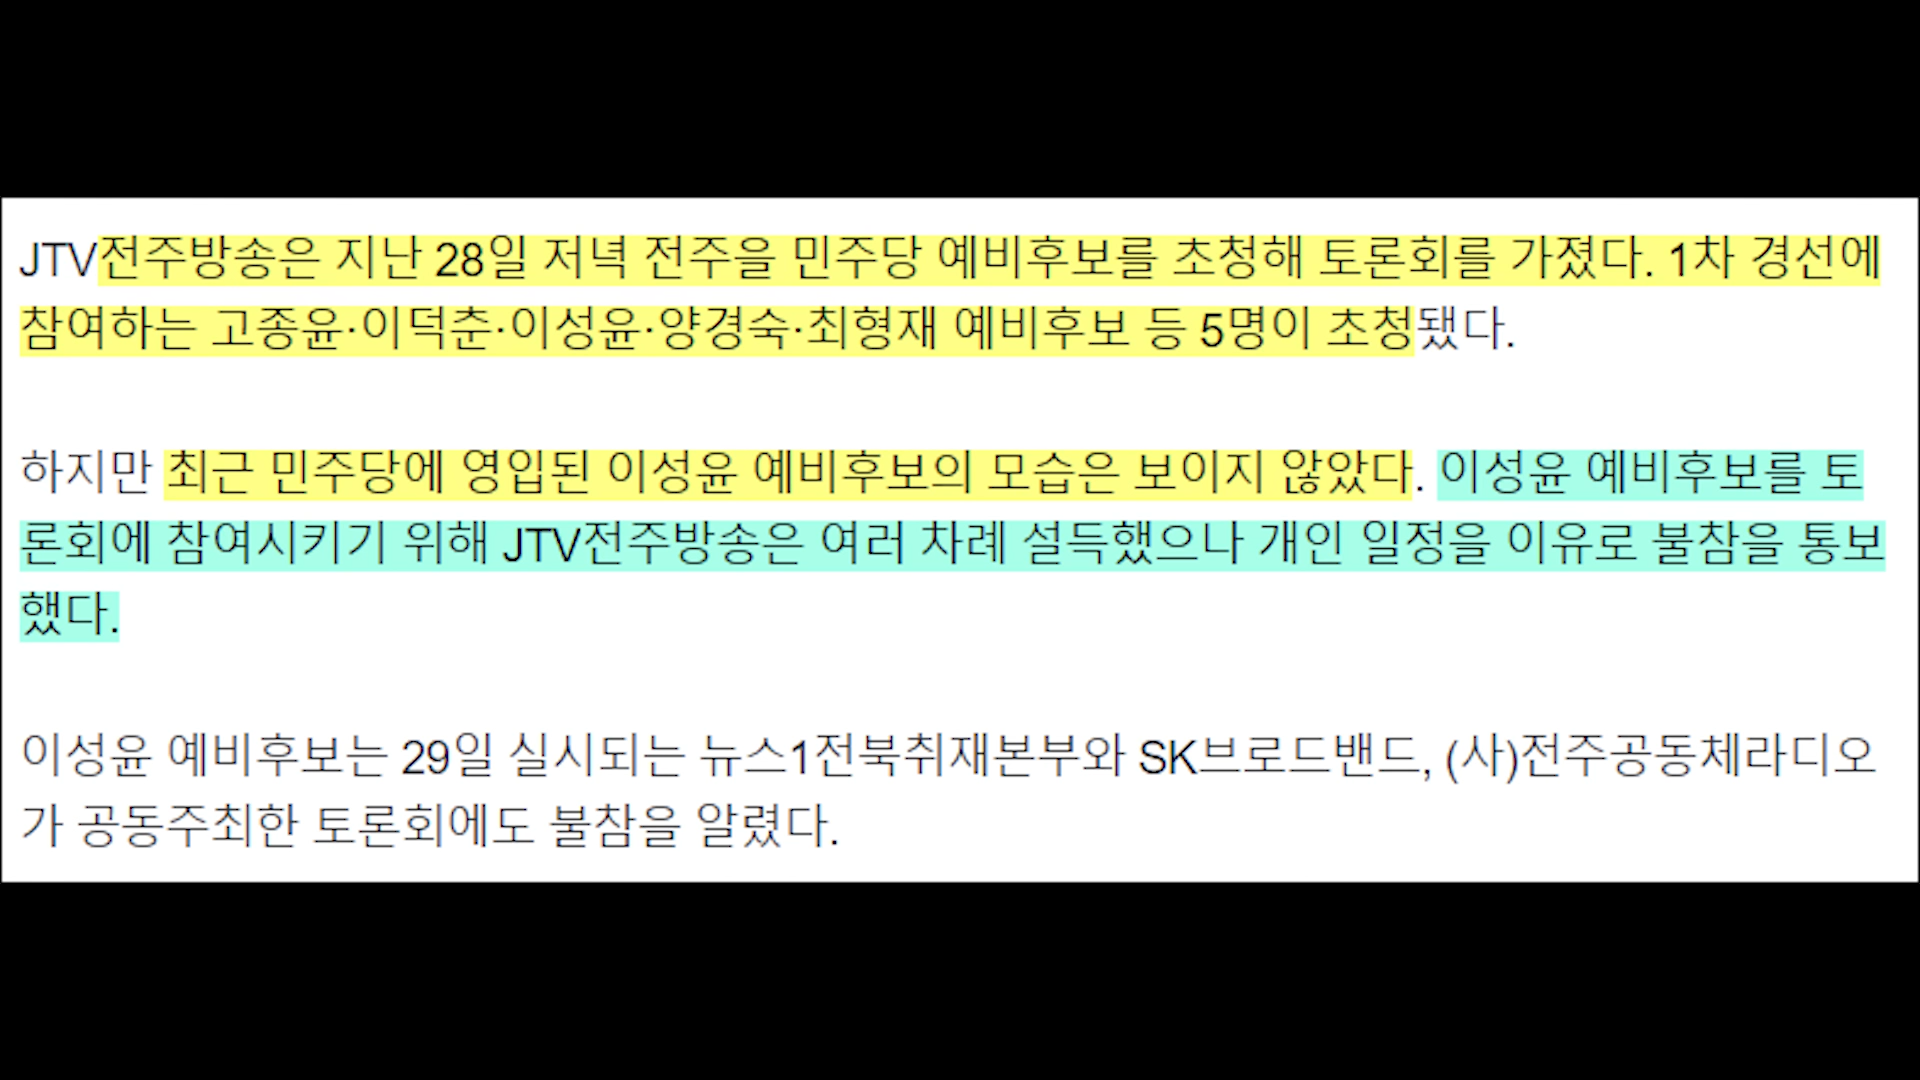 JTV전주방송은 지난 28일 저녁 전주을 민주당 예비후보를 초청해 토론회를 가졌다. 1차 경선에
참여하는 고종윤·이덕춘·이성윤·양경숙·최형재 예비후보 등 5명이 초청됐다.
하지만 최근 민주당에 영입된 이성윤 예비후보의 모습은 보이지 않았다. 이성윤 예비후보를 토
론회에 참여시키기 위해 JTV전주방송은 여러 차례 설득했으나 개인 일정을 이유로 불참을 통보
했다.
이성윤 예비후보는 29일 실시되는 뉴스1전북취재본부와 SK브로드밴드, (사)전주공동체라디오
가 공동주최한 토론회에도 불참을 알렸다.